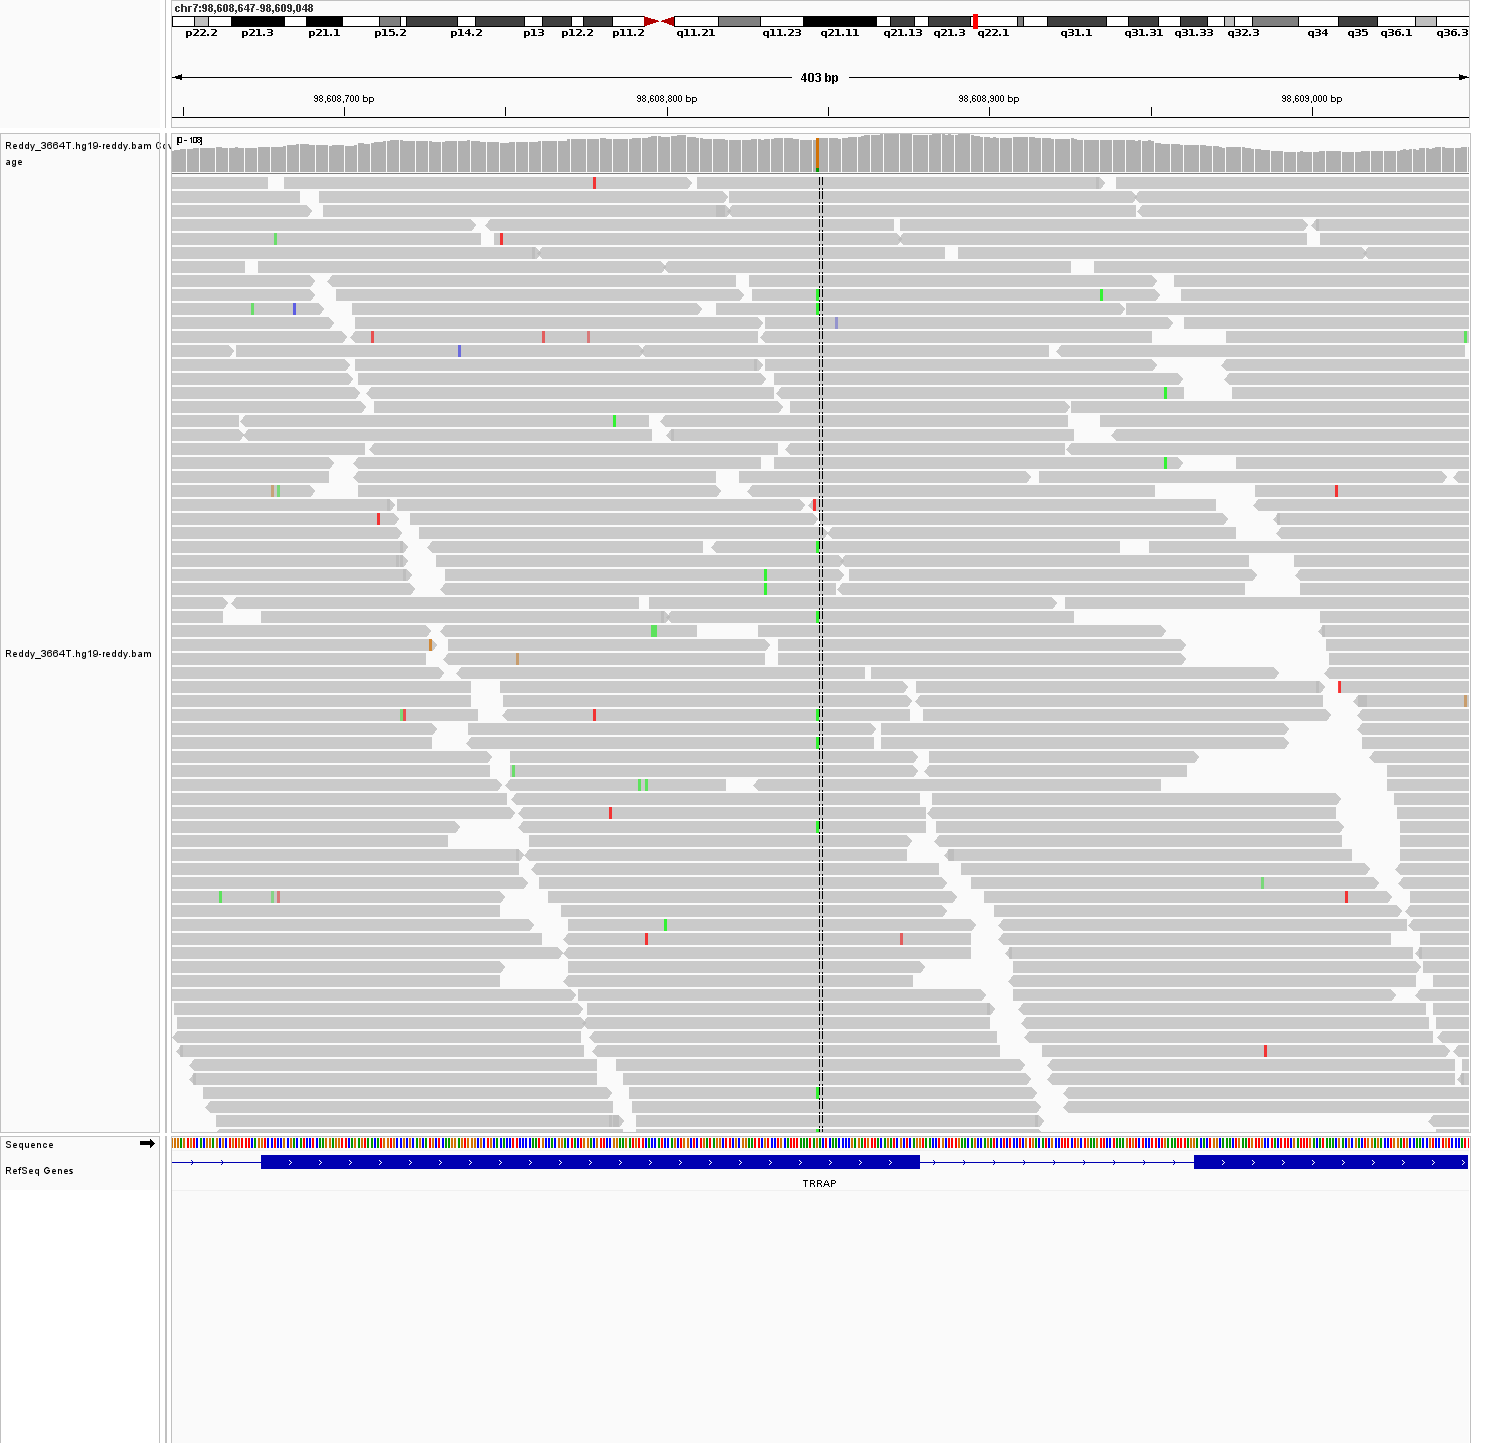 chr7:98,608,647-98,609,048
p22.2 p21.3 p21.1 p15.2 p14.2 p13 p12.2 p11.2 q11.21 q11.23 q21.11 q21.13 q21.3 q22.1 q31.1 q31.31 q31.33 q32.3 q34 q35 q36.1 q36.3
403 bp
98,608,700 bp 98,608,800 bp 98,608,900 bp 98,609,000 bp
Reddy_3664T.hg19-reddy.bam Cov
age
[0 - 108]
Reddy_3664T.hg19-reddy.bam
Sequence
RefSeq Genes
TRRAP